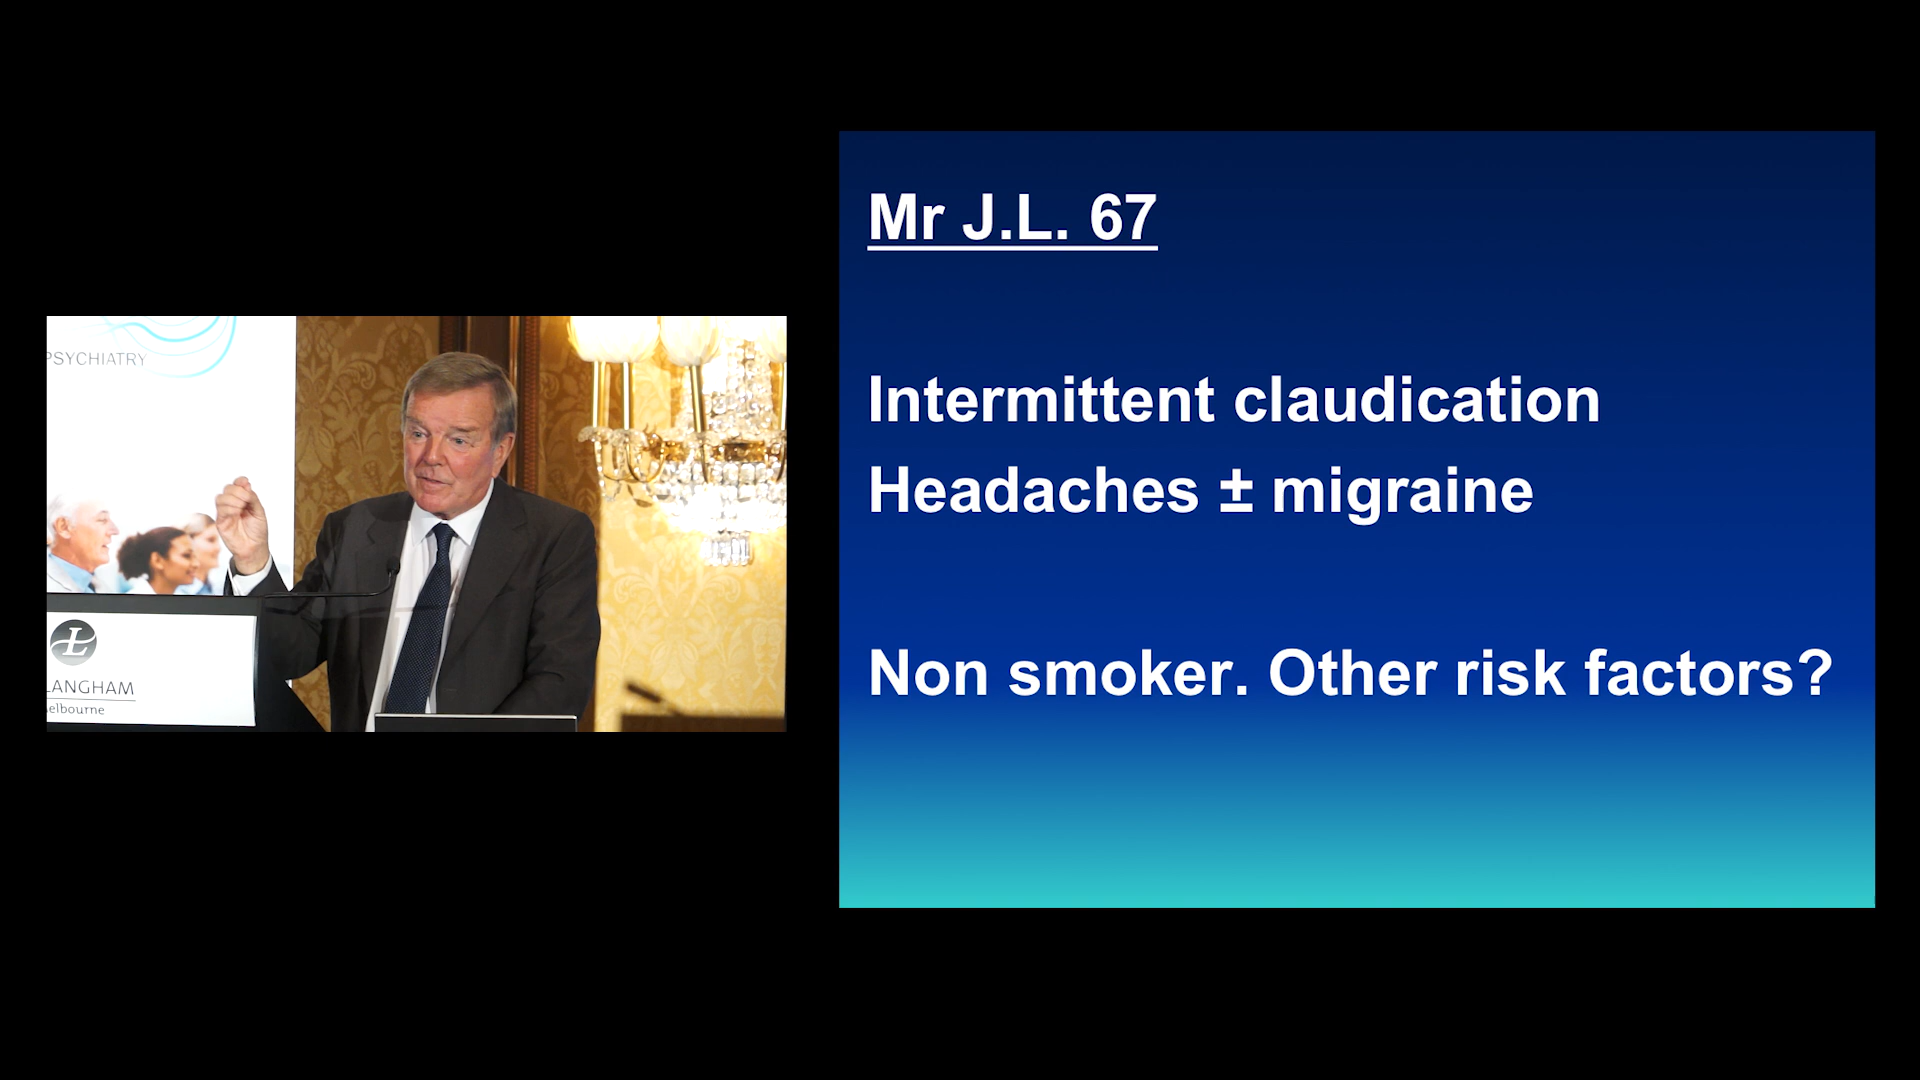 PSYCHIATRY
L
LANGHAM
elbourne
Mr J.L. 67
Intermittent claudication
Headaches ± migraine
Non smoker. Other risk factors?